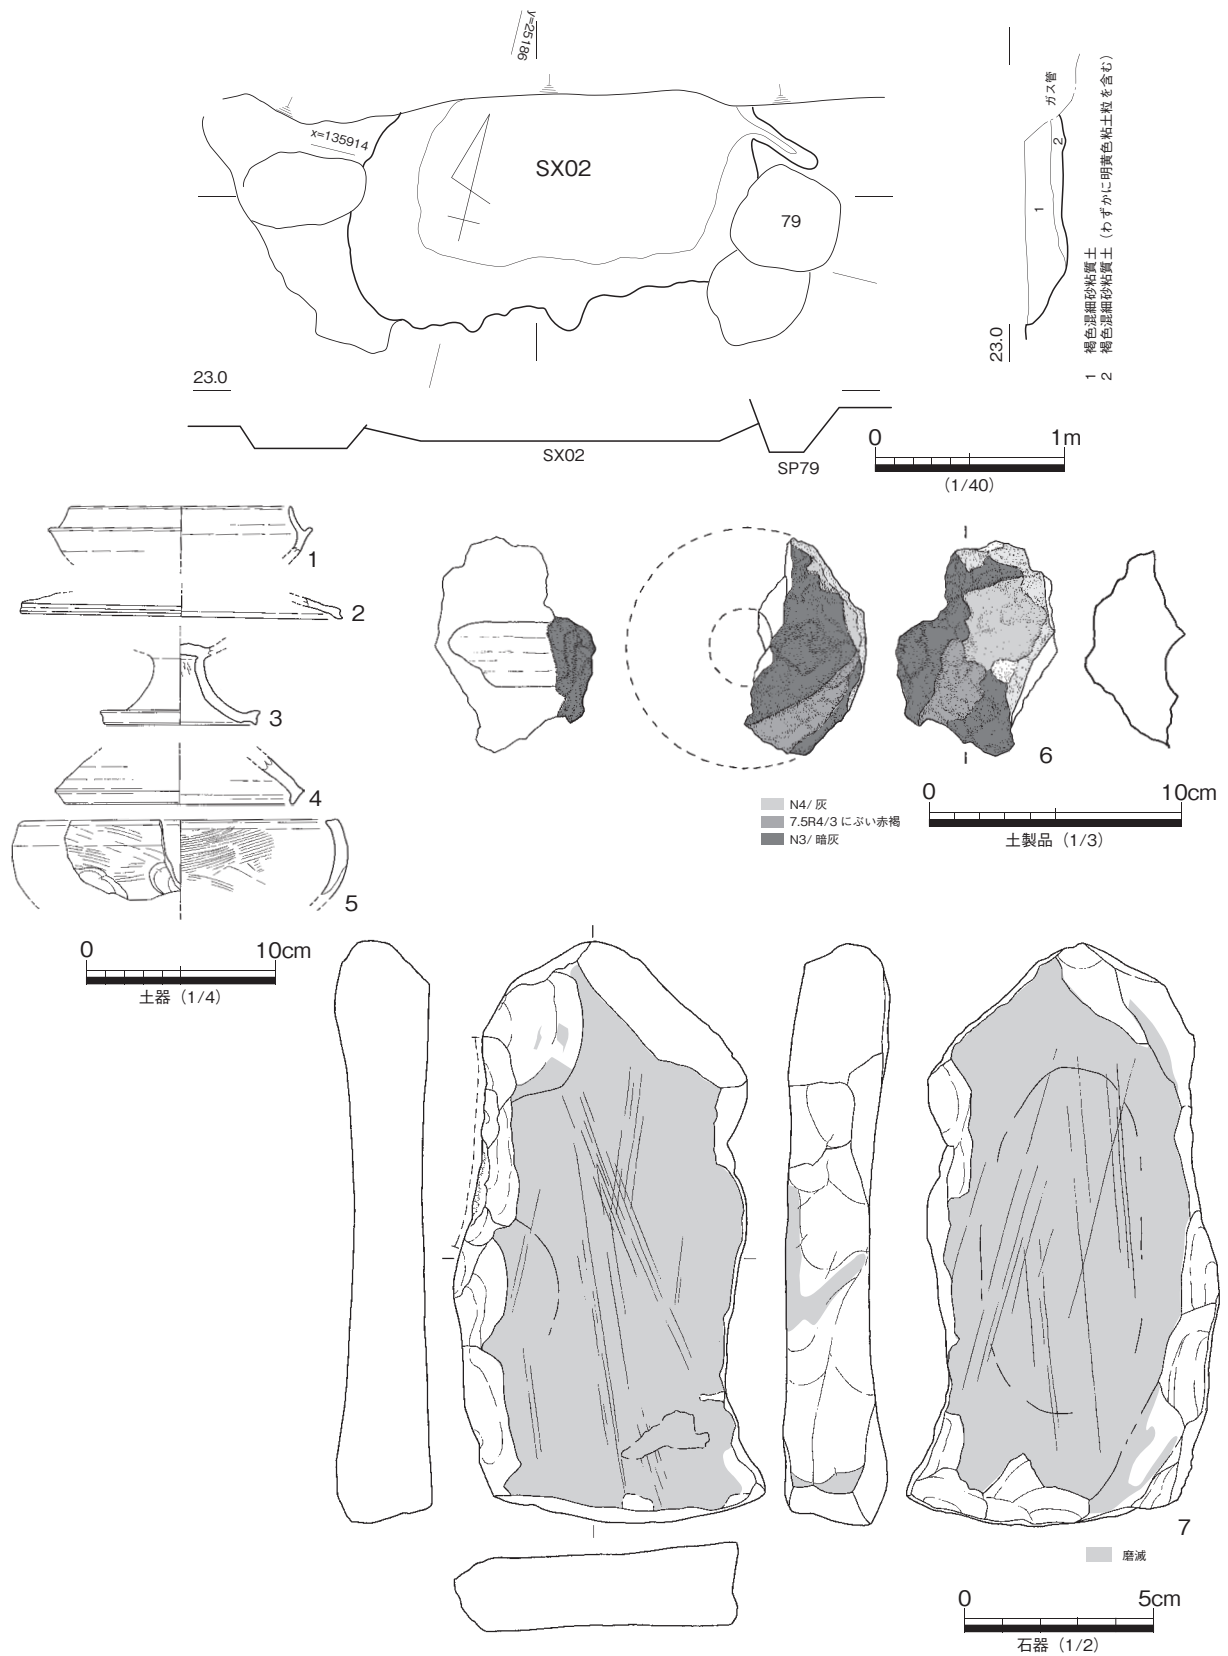 y=25186
x=135914
SX02
79
23.0
SX02
SP79
ガス管
1
2
23.0
1 褐色混細砂粘質土
2 褐色混細砂粘質土（わずかに明黄色粘土粒を含む）
0 1m
（1/40）
1
2
3
4
5
0 10cm
土器（1/4）
6
N4/ 灰
7.5R4/3 にぶい赤褐
N3/ 暗灰
0 10cm
土製品（1/3）
7
磨滅
0 5cm
石器（1/2）